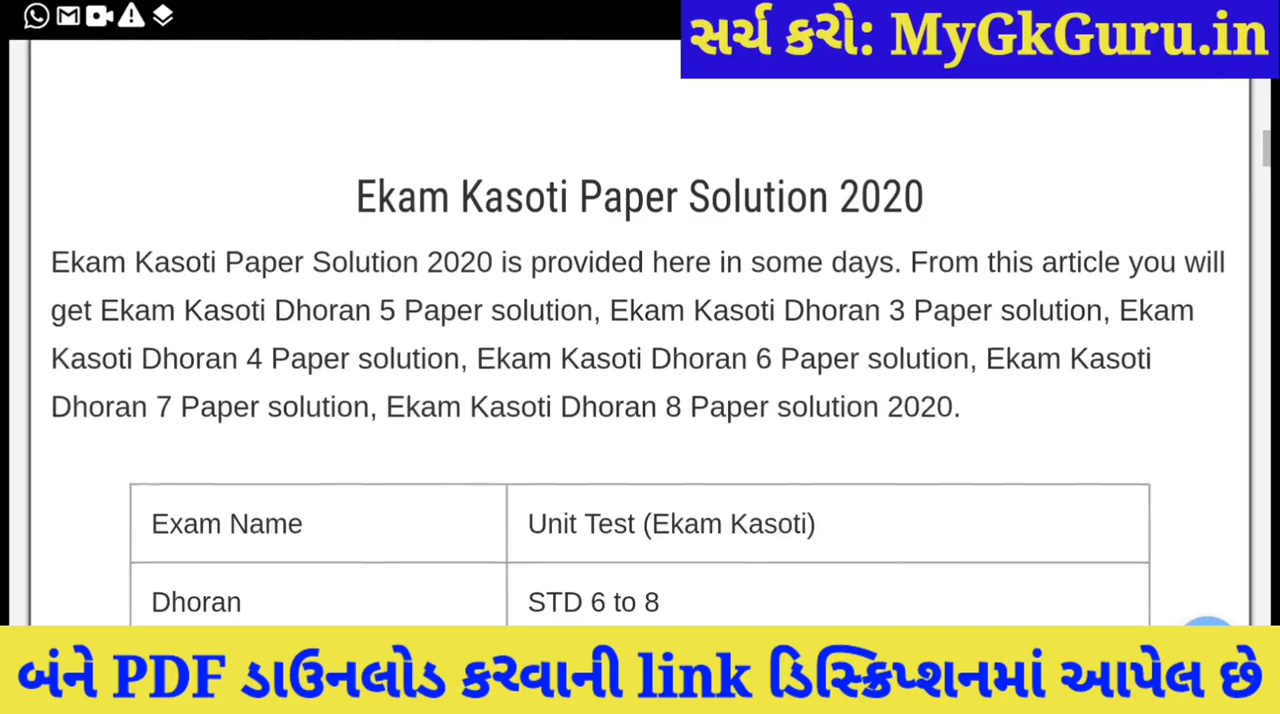 સર્ચ કરો: MyGkGuru.in
Ekam Kasoti Paper Solution 2020
Ekam Kasoti Paper Solution 2020 is provided here in some days. From this article you will
get Ekam Kasoti Dhoran 5 Paper solution, Ekam Kasoti Dhoran 3 Paper solution, Ekam
Kasoti Dhoran 4 Paper solution, Ekam Kasoti Dhoran 6 Paper solution, Ekam Kasoti
Dhoran 7 Paper solution, Ekam Kasoti Dhoran 8 Paper solution 2020.
Exam Name Unit Test (Ekam Kasoti)
Dhoran STD 6 to 8
બંને PDF ડાઉનલોડ કરવાની link ડિસ્ક્રિપ્શનમાં આપેલ છે